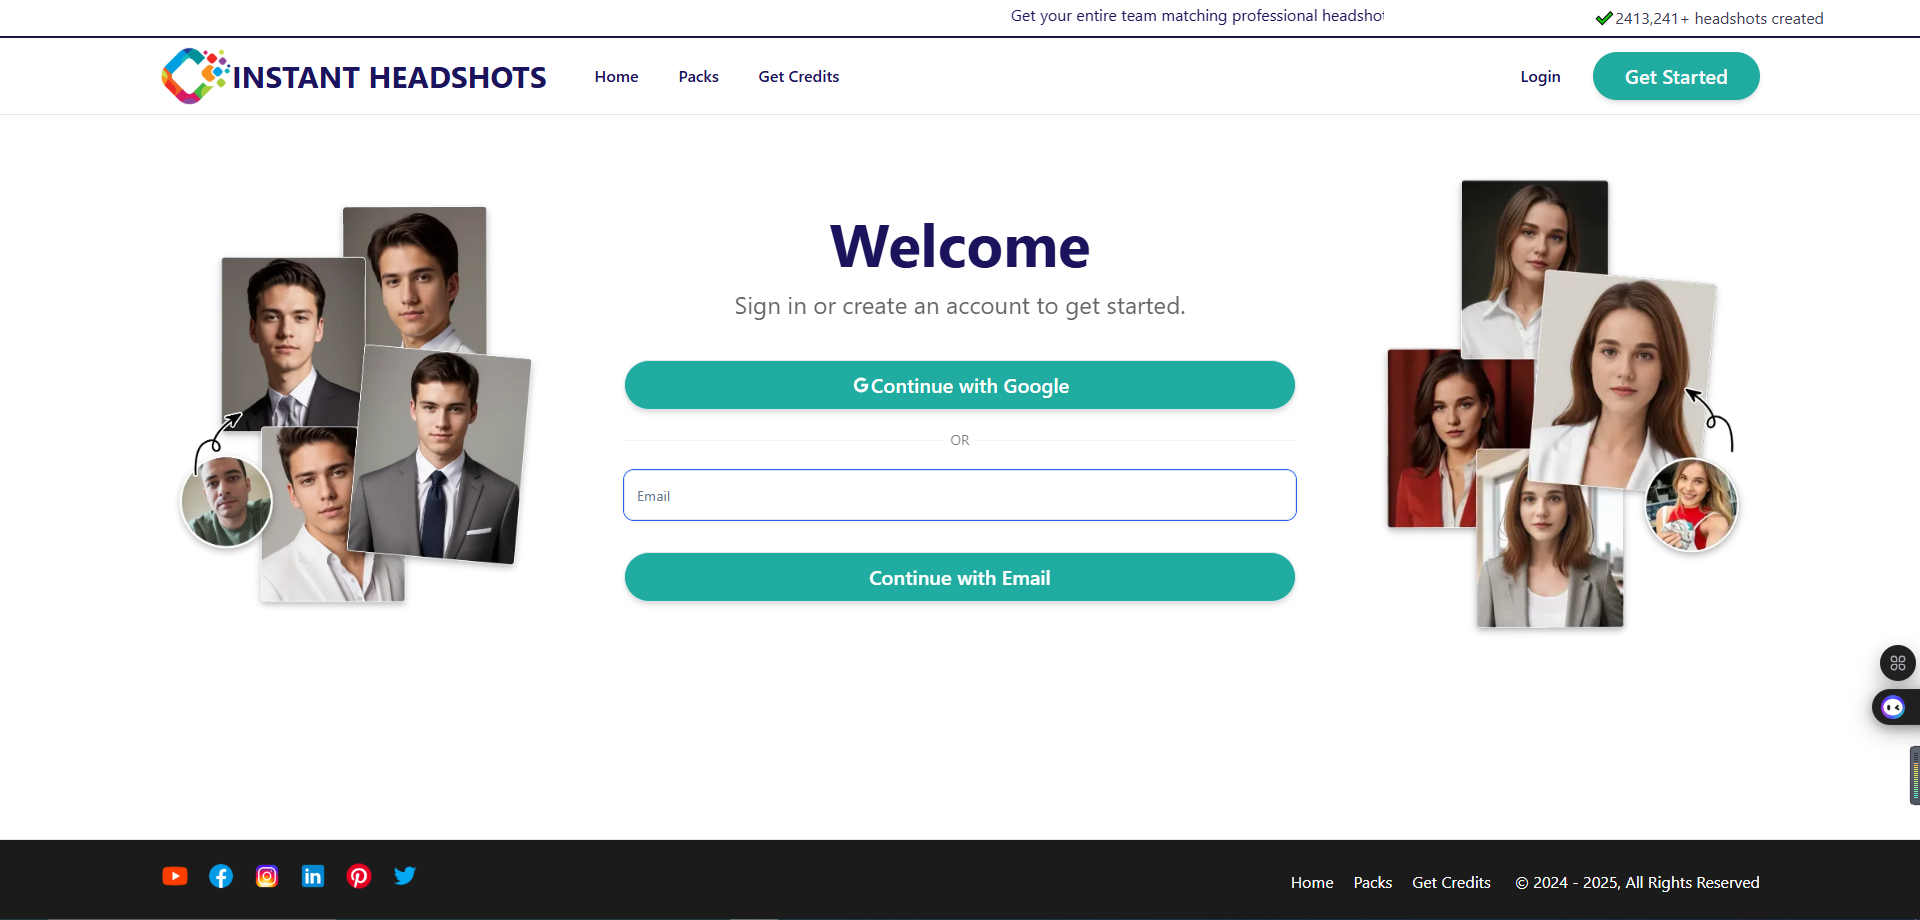 Get your entire team matching professional headshot
2413,241+ headshots created
INSTANT HEADSHOTS
Home
Packs
Get Credits
Login
Get Started
Welcome
Sign in or create an account to get started.
Continue with Google
OR
Email
Continue with Email
Home
Packs
Get Credits
© 2024 - 2025, All Rights Reserved